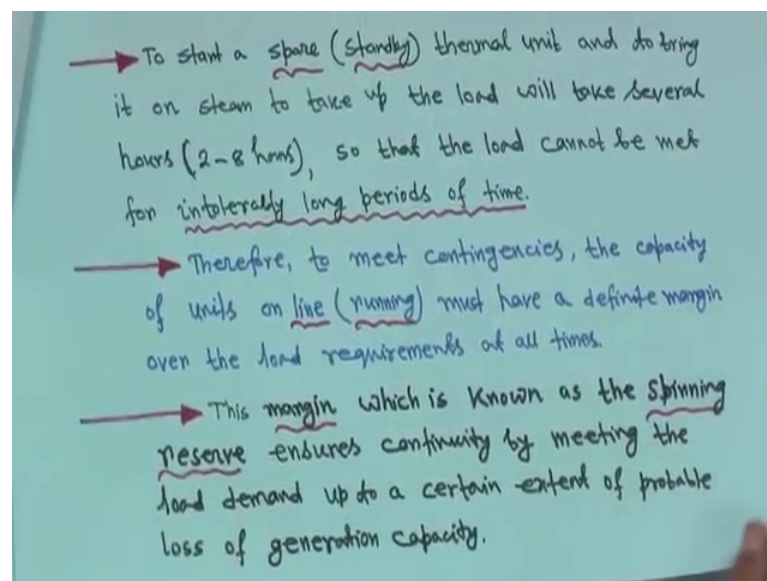 To start a spare (standby) thermal unit and to bring
it on steam to take up the load will take several
hours (2-8 hours), so that the load cannot be met
for intolerably long periods of time.
Therefore, to meet contingencies, the capacity
of units on line (running) must have a definite margin
over the load requirements at all times.
This margin which is known as the spinning
reserve ensures continuity by meeting the
load demand up to a certain extent of probable
loss of generation capacity.